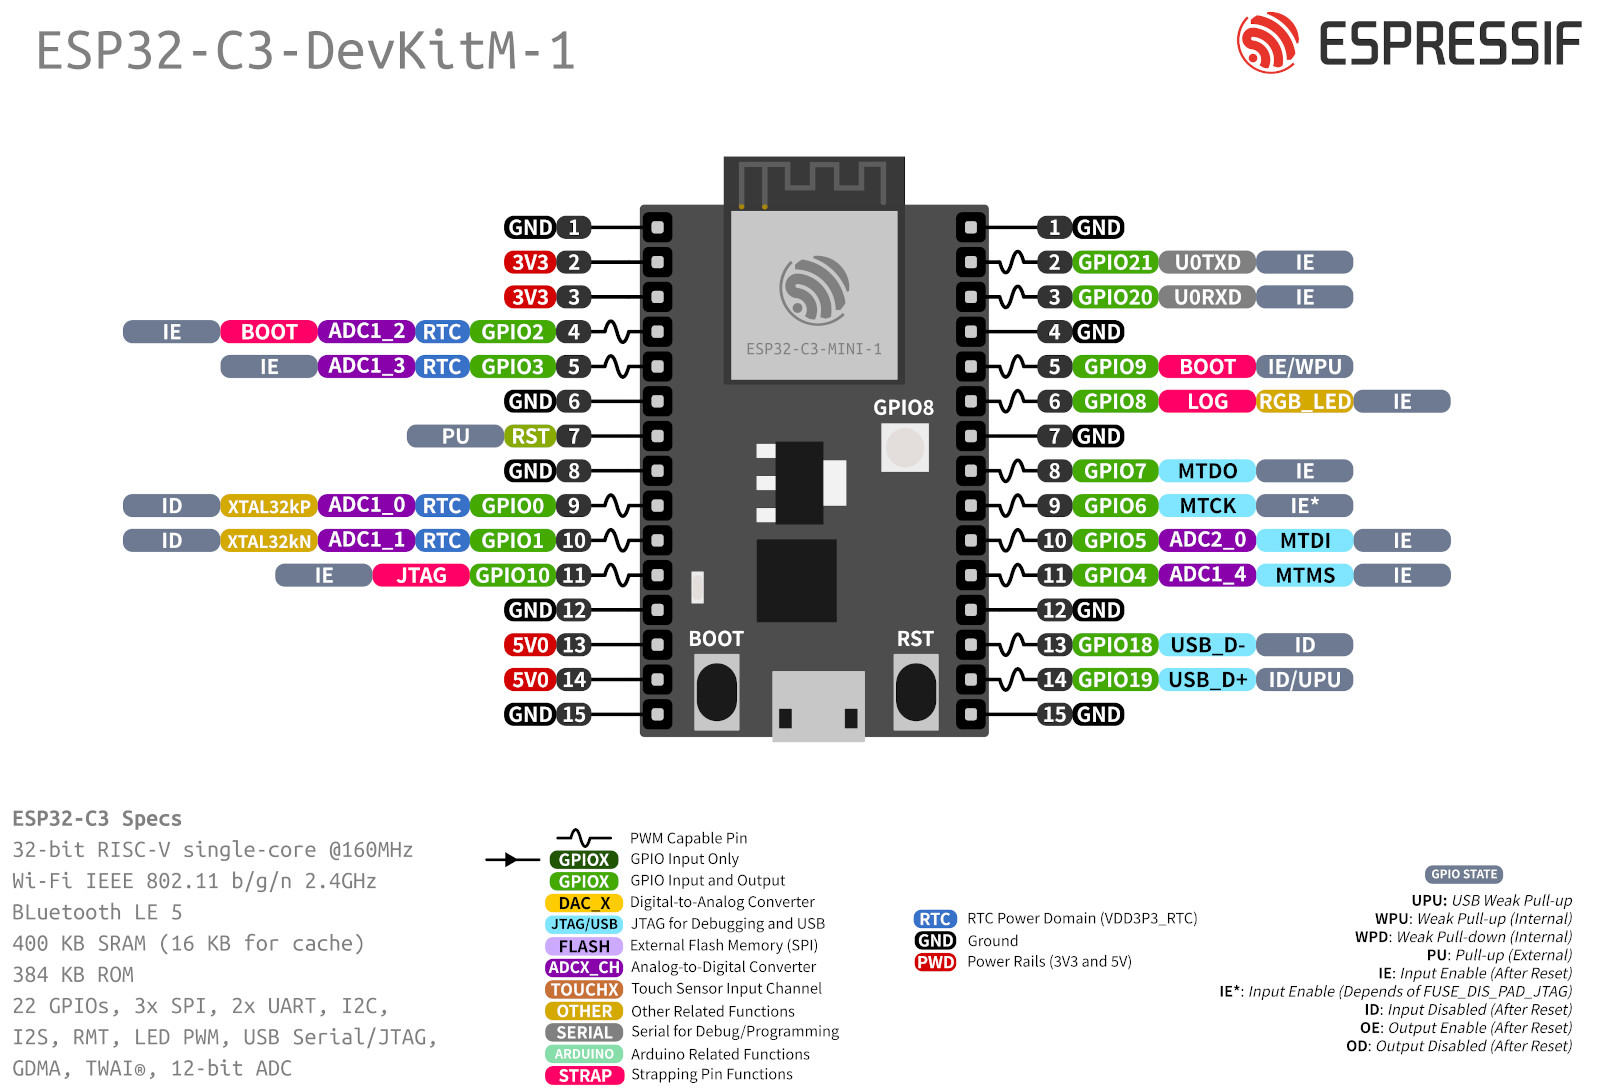 ESP32-C3-DevKitM-1
ESPRESSIF
GND 1
3V3 2
3V3 3
IE BOOT ADC1_2 RTC GPIO2 4
IE ADC1_3 RTC GPIO3 5
GND 6
PU RST 7
GND 8
ID XTAL32kP ADC1_0 RTC GPIO0 9
ID XTAL32kN ADC1_1 RTC GPIO1 10
IE JTAG GPIO10 11
GND 12
5V0 13
5V0 14
GND 15
ESP32-C3-MINI-1
GPIO8
BOOT
RST
1 GND
2 GPIO21 U0TXD IE
3 GPIO20 U0RXD IE
4 GND
5 GPIO9 BOOT IE/WPU
6 GPIO8 LOG RGB_LED IE
7 GND
8 GPIO7 MTDO IE
9 GPIO6 MTCK IE*
10 GPIO5 ADC2_0 MTDI IE
11 GPIO4 ADC1_4 MTMS IE
12 GND
13 GPIO18 USB_D- ID
14 GPIO19 USB_D+ ID/UPU
15 GND
ESP32-C3 Specs
32-bit RISC-V single-core @160MHz
Wi-Fi IEEE 802.11 b/g/n 2.4GHz
BLuetooth LE 5
400 KB SRAM (16 KB for cache)
384 KB ROM
22 GPIOs, 3x SPI, 2x UART, I2C,
I2S, RMT, LED PWM, USB Serial/JTAG,
GDMA, TWAI®, 12-bit ADC
PWM Capable Pin
GPIOX GPIO Input Only
GPIOX GPIO Input and Output
DAC_X Digital-to-Analog Converter
JTAG/USB JTAG for Debugging and USB
FLASH External Flash Memory (SPI)
ADCX_CH Analog-to-Digital Converter
TOUCHX Touch Sensor Input Channel
OTHER Other Related Functions
SERIAL Serial for Debug/Programming
ARDUINO Arduino Related Functions
STRAP Strapping Pin Functions
RTC RTC Power Domain (VDD3P3_RTC)
GND Ground
PWD Power Rails (3V3 and 5V)
GPIO STATE
UPU: USB Weak Pull-up
WPU: Weak Pull-up (Internal)
WPD: Weak Pull-down (Internal)
PU: Pull-up (External)
IE: Input Enable (After Reset)
IE*: Input Enable (Depends of FUSE_DIS_PAD_JTAG)
ID: Input Disabled (After Reset)
OE: Output Enable (After Reset)
OD: Output Disabled (After Reset)